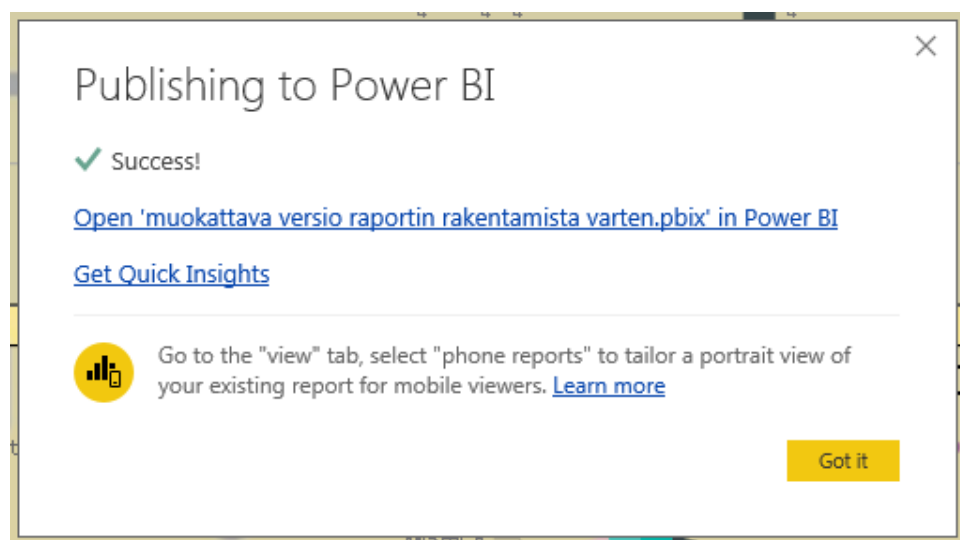 Publishing to Power BI
Success!
Open 'muokattava versio raportin rakentamista varten.pbix' in Power BI
Get Quick Insights
Go to the "view" tab, select "phone reports" to tailor a portrait view of
your existing report for mobile viewers. Learn more
Got it